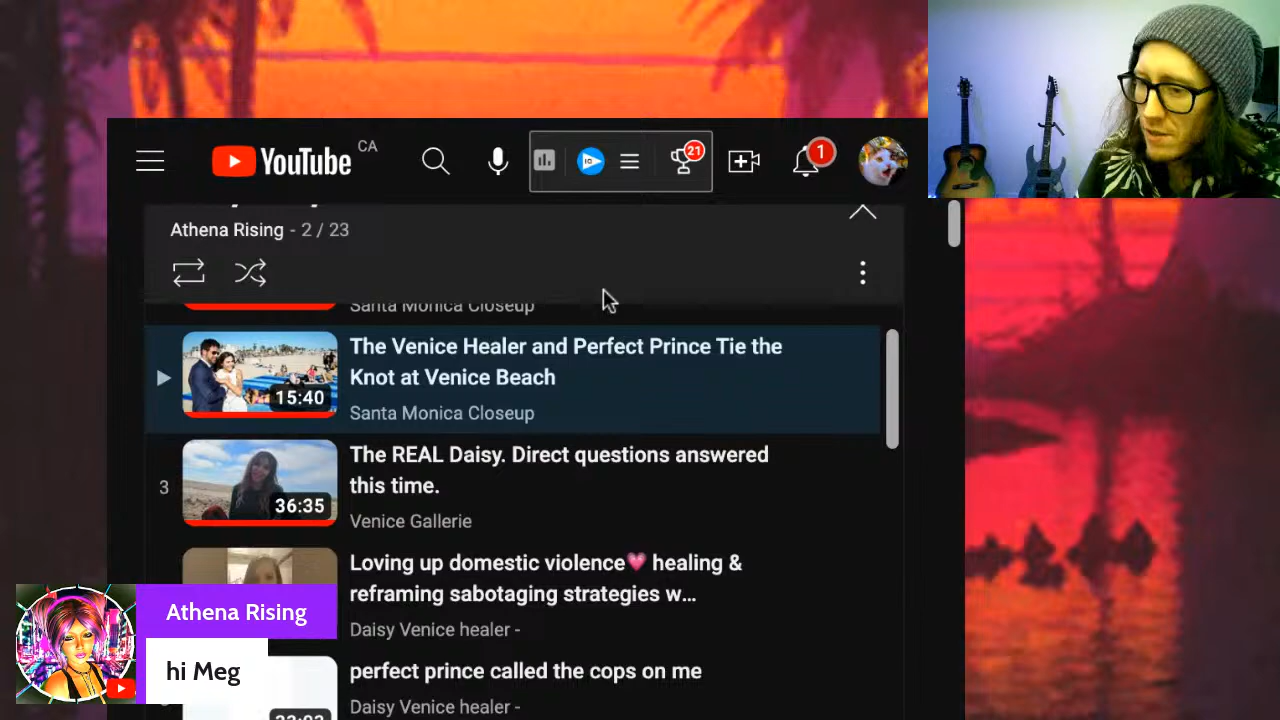 YouTube CA
21
1
Athena Rising - 2 / 23
Santa Monica Closeup
The Venice Healer and Perfect Prince Tie the
Knot at Venice Beach
15:40
Santa Monica Closeup
3
The REAL Daisy. Direct questions answered
this time.
36:35
Venice Gallerie
Loving up domestic violence💗 healing &
reframing sabotaging strategies w...
Daisy Venice healer -
perfect prince called the cops on me
Daisy Venice healer -
Athena Rising
hi Meg